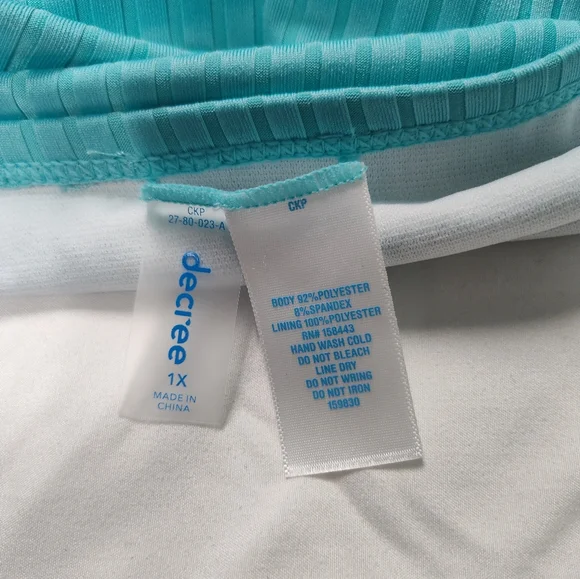 CKP
27-80-023-A
decree
1X
MADE IN
CHINA
CKP
BODY 92%POLYESTER
8%SPANDEX
LINING 100%POLYESTER
RN# 158443
HAND WASH COLD
DO NOT BLEACH
LINE DRY
DO NOT WRING
DO NOT IRON
159830